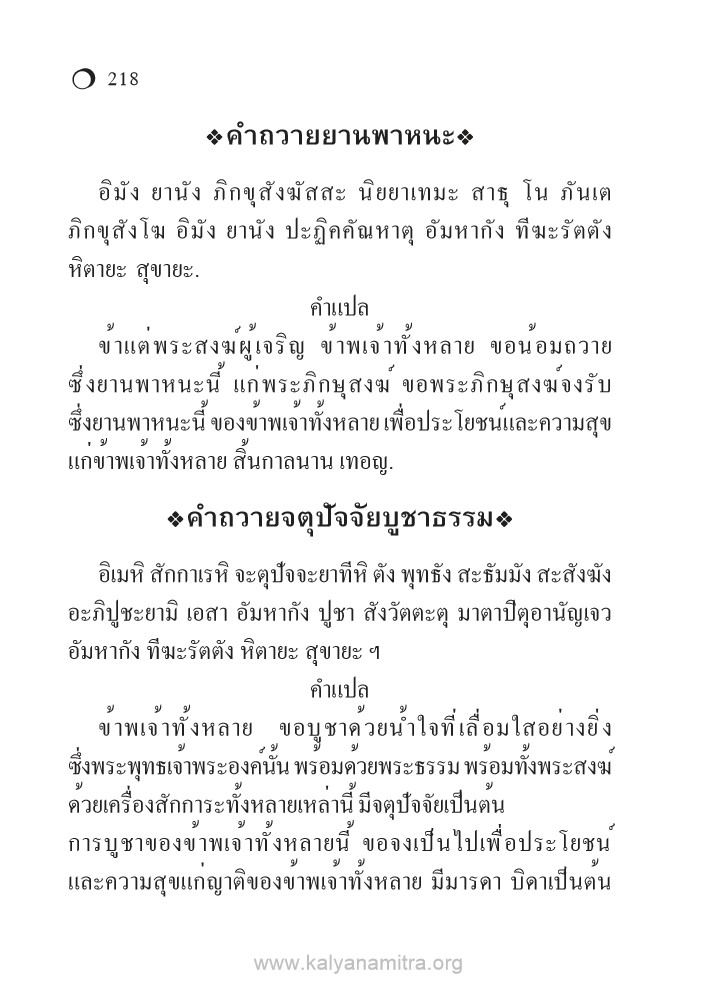 218
❖คำถวายยานพาหนะ❖
อิมัง ยานัง ภิกขุสังฆัสสะ นิยยาเทมะ สาธุ โน ภันเต
ภิกขุสังโฆ อิมัง ยานัง ปะฏิคคัณหาตุ อัมหากัง ทีฆะรัตตัง
หิตายะ สุขายะ.
คำแปล
ข้าแต่พระสงฆ์ผู้เจริญ ข้าพเจ้าทั้งหลาย ขอน้อมถวาย
ซึ่งยานพาหนะนี้ แก่พระภิกษุสงฆ์ ขอพระภิกษุสงฆ์จงรับ
ซึ่งยานพาหนะนี้ ของข้าพเจ้าทั้งหลาย เพื่อประโยชน์และความสุข
แก่ข้าพเจ้าทั้งหลาย สิ้นกาลนาน เทอญ.
❖คำถวายจตุปัจจัยบูชาธรรม❖
อิเมหิ สักกาเรหิ จะตุปัจจะยาทีหิ ตัง พุทธัง สะธัมมัง สะสังฆัง
อะภิปูชะยามิ เอสา อัมหากัง ปูชา สังวัตตะตุ มาตาปีตุอานัญเจว
อัมหากัง ทีฆะรัตตัง หิตายะ สุขายะ ฯ
คำแปล
ข้าพเจ้าทั้งหลาย ขอบูชาด้วยน้ำใจที่เลื่อมใสอย่างยิ่ง
ซึ่งพระพุทธเจ้าพระองค์นั้น พร้อมด้วยพระธรรม พร้อมทั้งพระสงฆ์
ด้วยเครื่องสักการะทั้งหลายเหล่านี้ มีจตุปัจจัยเป็นต้น
การบูชาของข้าพเจ้าทั้งหลายนี้ ขอจงเป็นไปเพื่อประโยชน์
และความสุขแก่ญาติของข้าพเจ้าทั้งหลาย มีมารดา บิดาเป็นต้น
www.kalyanamitra.org